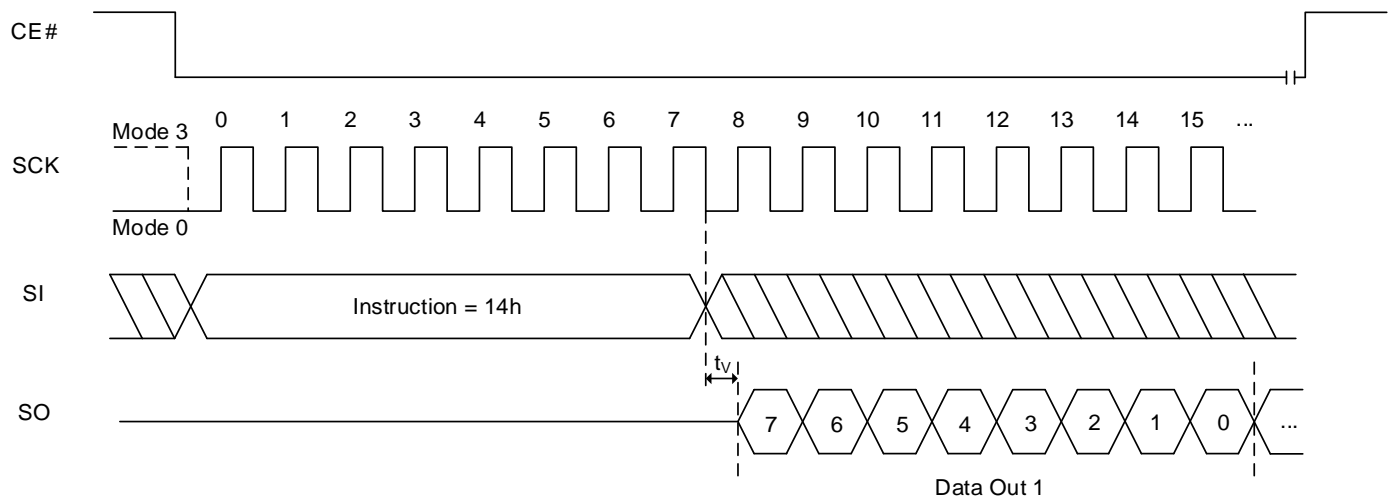 CE#
0 1 2 3 4 5 6 7 8 9 10 11 12 13 14 15 ...
Mode 3
SCK
Mode 0
SI
Instruction = 14h
tV
SO
7 6 5 4 3 2 1 0 ...
Data Out 1